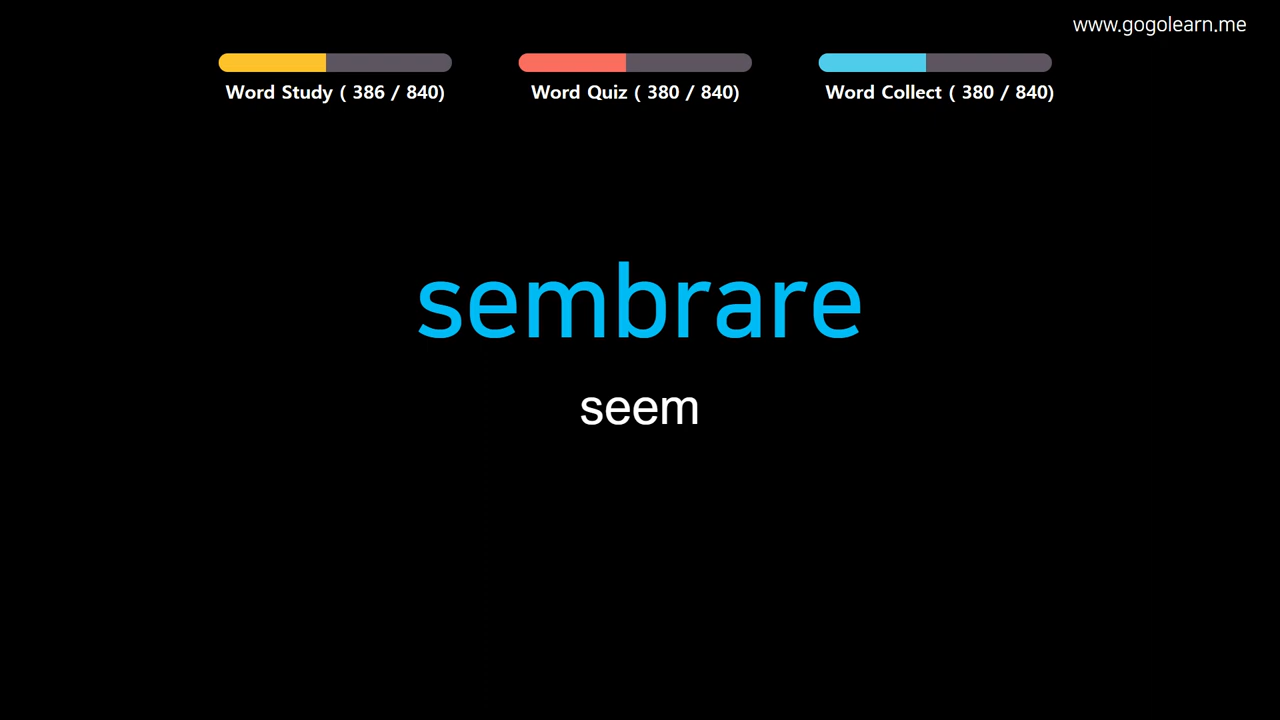 www.gogolearn.me
Word Study ( 386 / 840)
Word Quiz ( 380 / 840)
Word Collect ( 380 / 840)
sembrare
seem